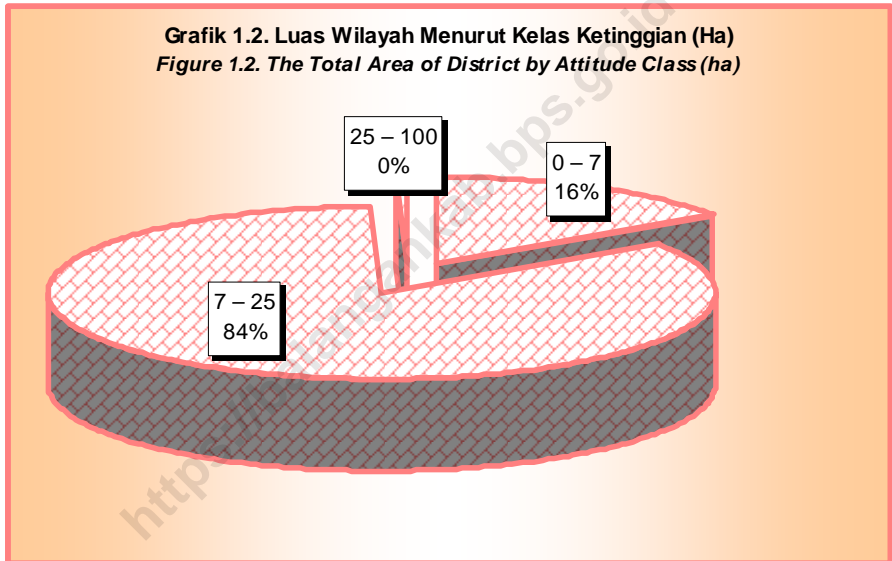 Grafik 1.2. Luas Wilayah Menurut Kelas Ketinggian (Ha)
Figure 1.2. The Total Area of District by Attitude Class (ha)
25 – 100
0%
0 – 7
16%
7 – 25
84%